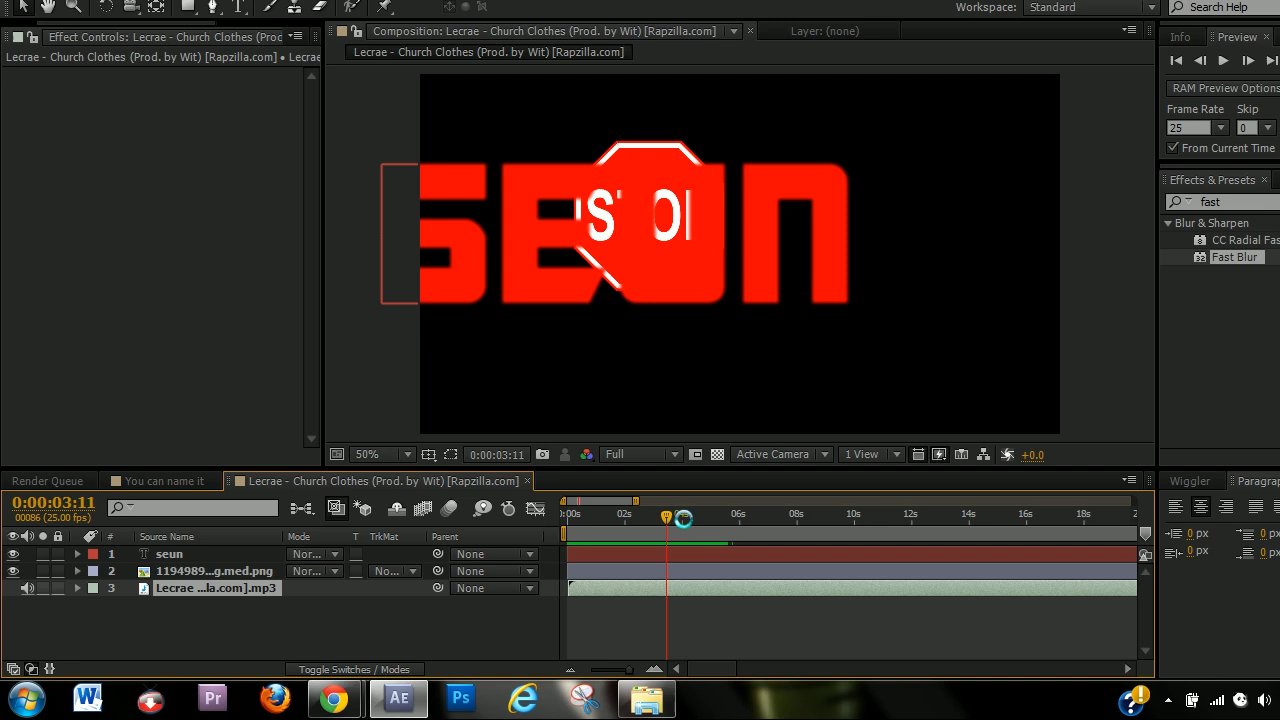 Workspace: Standard
Search Help
Effect Controls: Lecrae - Church Clothes (Prod
Composition: Lecrae - Church Clothes (Prod. by Wit) [Rapzilla.com]
Layer: (none)
Info
Preview
Lecrae - Church Clothes (Prod. by Wit) [Rapzilla.com] • Lecrae
Lecrae - Church Clothes (Prod. by Wit) [Rapzilla.com]
RAM Preview Options
Frame Rate Skip
25 0
From Current Time
Effects & Presets
fast
Blur & Sharpen
CC Radial Fas
Fast Blur
SEUN
50%
0:00:03:11
Full
Active Camera
1 View
+0.0
Render Queue
You can name it
Lecrae - Church Clothes (Prod. by Wit) [Rapzilla.com]
Wiggler
Paragrap
0:00:03:11
00086 (25.00 fps)
:00s 02s 06s 08s 10s 12s 14s 16s 18s 2
# Source Name Mode T TrkMat Parent
1 T seun Nor... None
2 1194989...g.med.png Nor... No... None
3 Lecrae ...la.com].mp3 None
0 px 0 px
0 px 0 px
Toggle Switches / Modes
W Pr Ae Ps